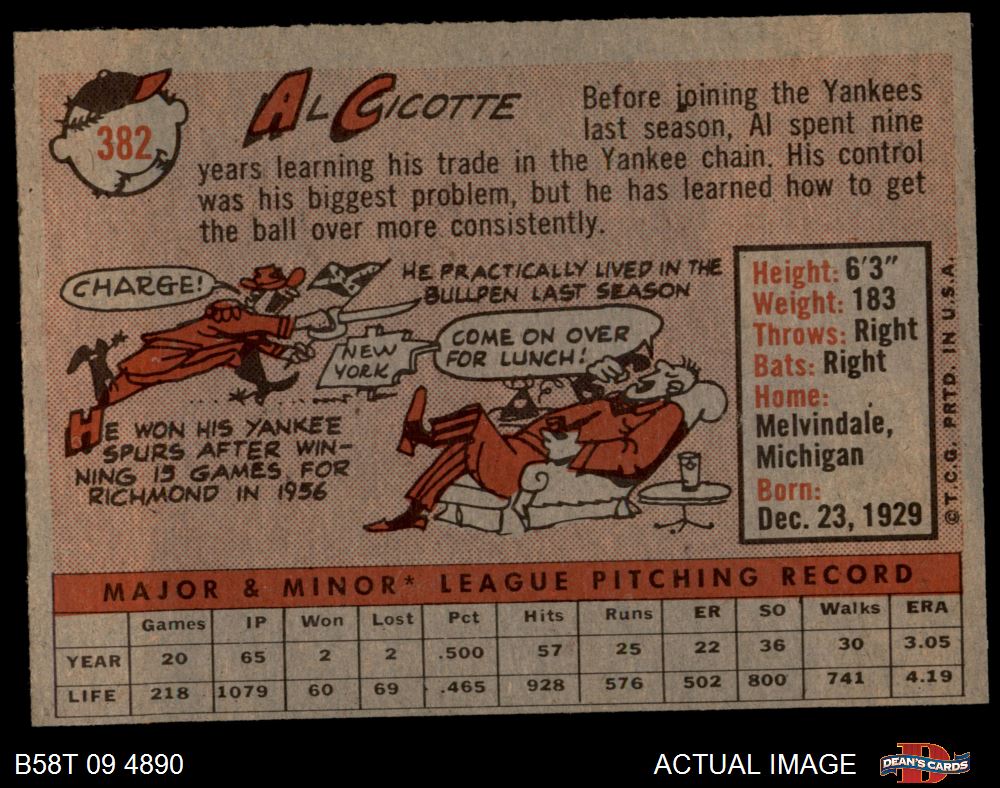 382
AL CICOTTE
Before joining the Yankees
last season, Al spent nine
years learning his trade in the Yankee chain. His control
was his biggest problem, but he has learned how to get
the ball over more consistently.
CHARGE!
HE PRACTICALLY LIVED IN THE
BULLPEN LAST SEASON
NEW
YORK
COME ON OVER
FOR LUNCH!
HE WON HIS YANKEE
SPURS AFTER WIN-
NING 15 GAMES FOR
RICHMOND IN 1956
Height: 6'3"
Weight: 183
Throws: Right
Bats: Right
Home:
Melvindale,
Michigan
Born:
Dec. 23, 1929
© T.C.G. PRTD. IN U.S.A.
MAJOR & MINOR* LEAGUE PITCHING RECORD
Games IP Won Lost Pct Hits Runs ER SO Walks ERA
YEAR 20 65 2 2 .500 57 25 22 36 30 3.05
LIFE 218 1079 60 69 .465 928 576 502 800 741 4.19
B58T 09 4890
ACTUAL IMAGE
D
DEAN'S CARDS